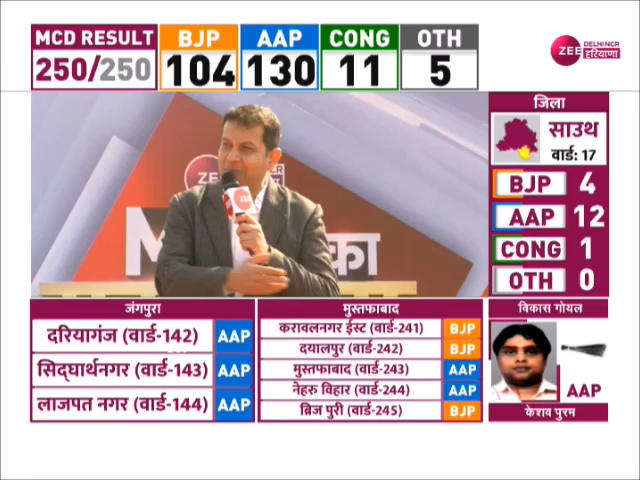 MCD RESULT
250/250
BJP
104
AAP
130
CONG
11
OTH
5
ZEE
DELHI NCR
हरियाणा
जिला
साउथ
वार्ड: 17
BJP 4
AAP 12
CONG 1
OTH 0
ZEE
ZEE
M
का
जंगपुरा
दरियागंज (वार्ड-142) AAP
सिद्घार्थनगर (वार्ड-143) AAP
लाजपत नगर (वार्ड-144) AAP
मुस्तफाबाद
करावलनगर ईस्ट (वार्ड-241) BJP
दयालपुर (वार्ड-242) BJP
मुस्तफाबाद (वार्ड-243) AAP
नेहरु विहार (वार्ड-244) AAP
ब्रिज पुरी (वार्ड-245) BJP
विकास गोयल
AAP
केशव पुरम